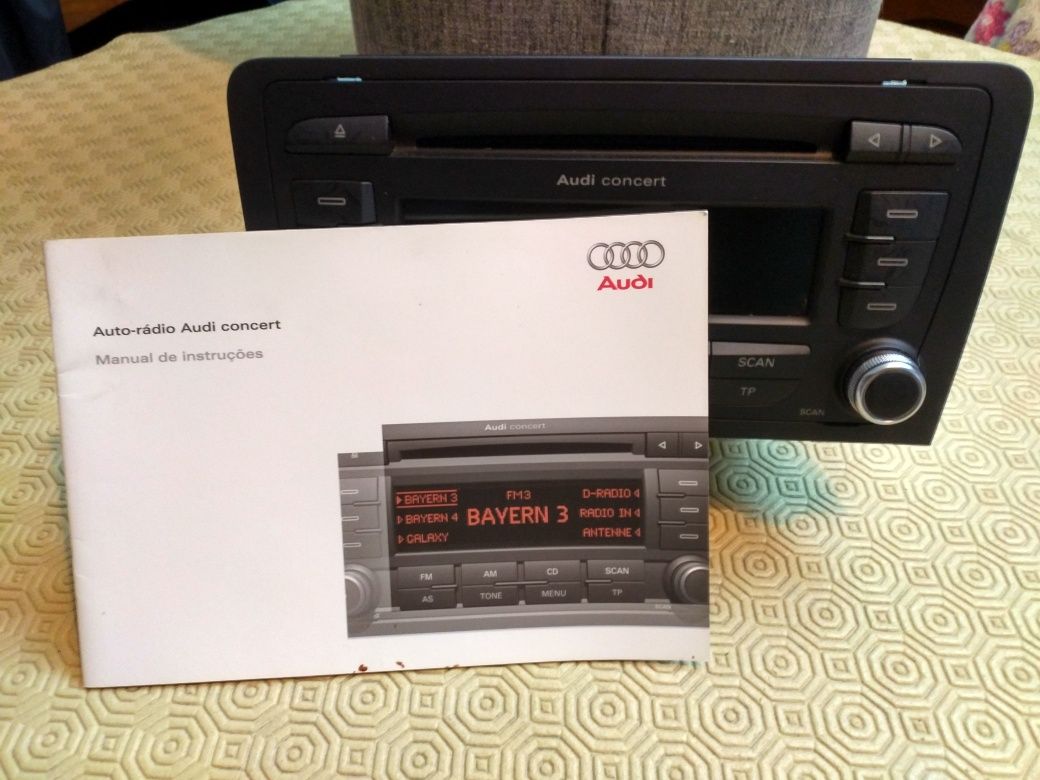 Audi concert
SCAN
TP
SCAN
Audi
Auto-rádio Audi concert
Manual de instruções
Audi concert
BAYERN 3 FM3 D-RADIO
BAYERN 4 BAYERN 3 RADIO IN
GALAXY ANTENNE
FM AM CD SCAN
AS TONE MENU TP
SCAN